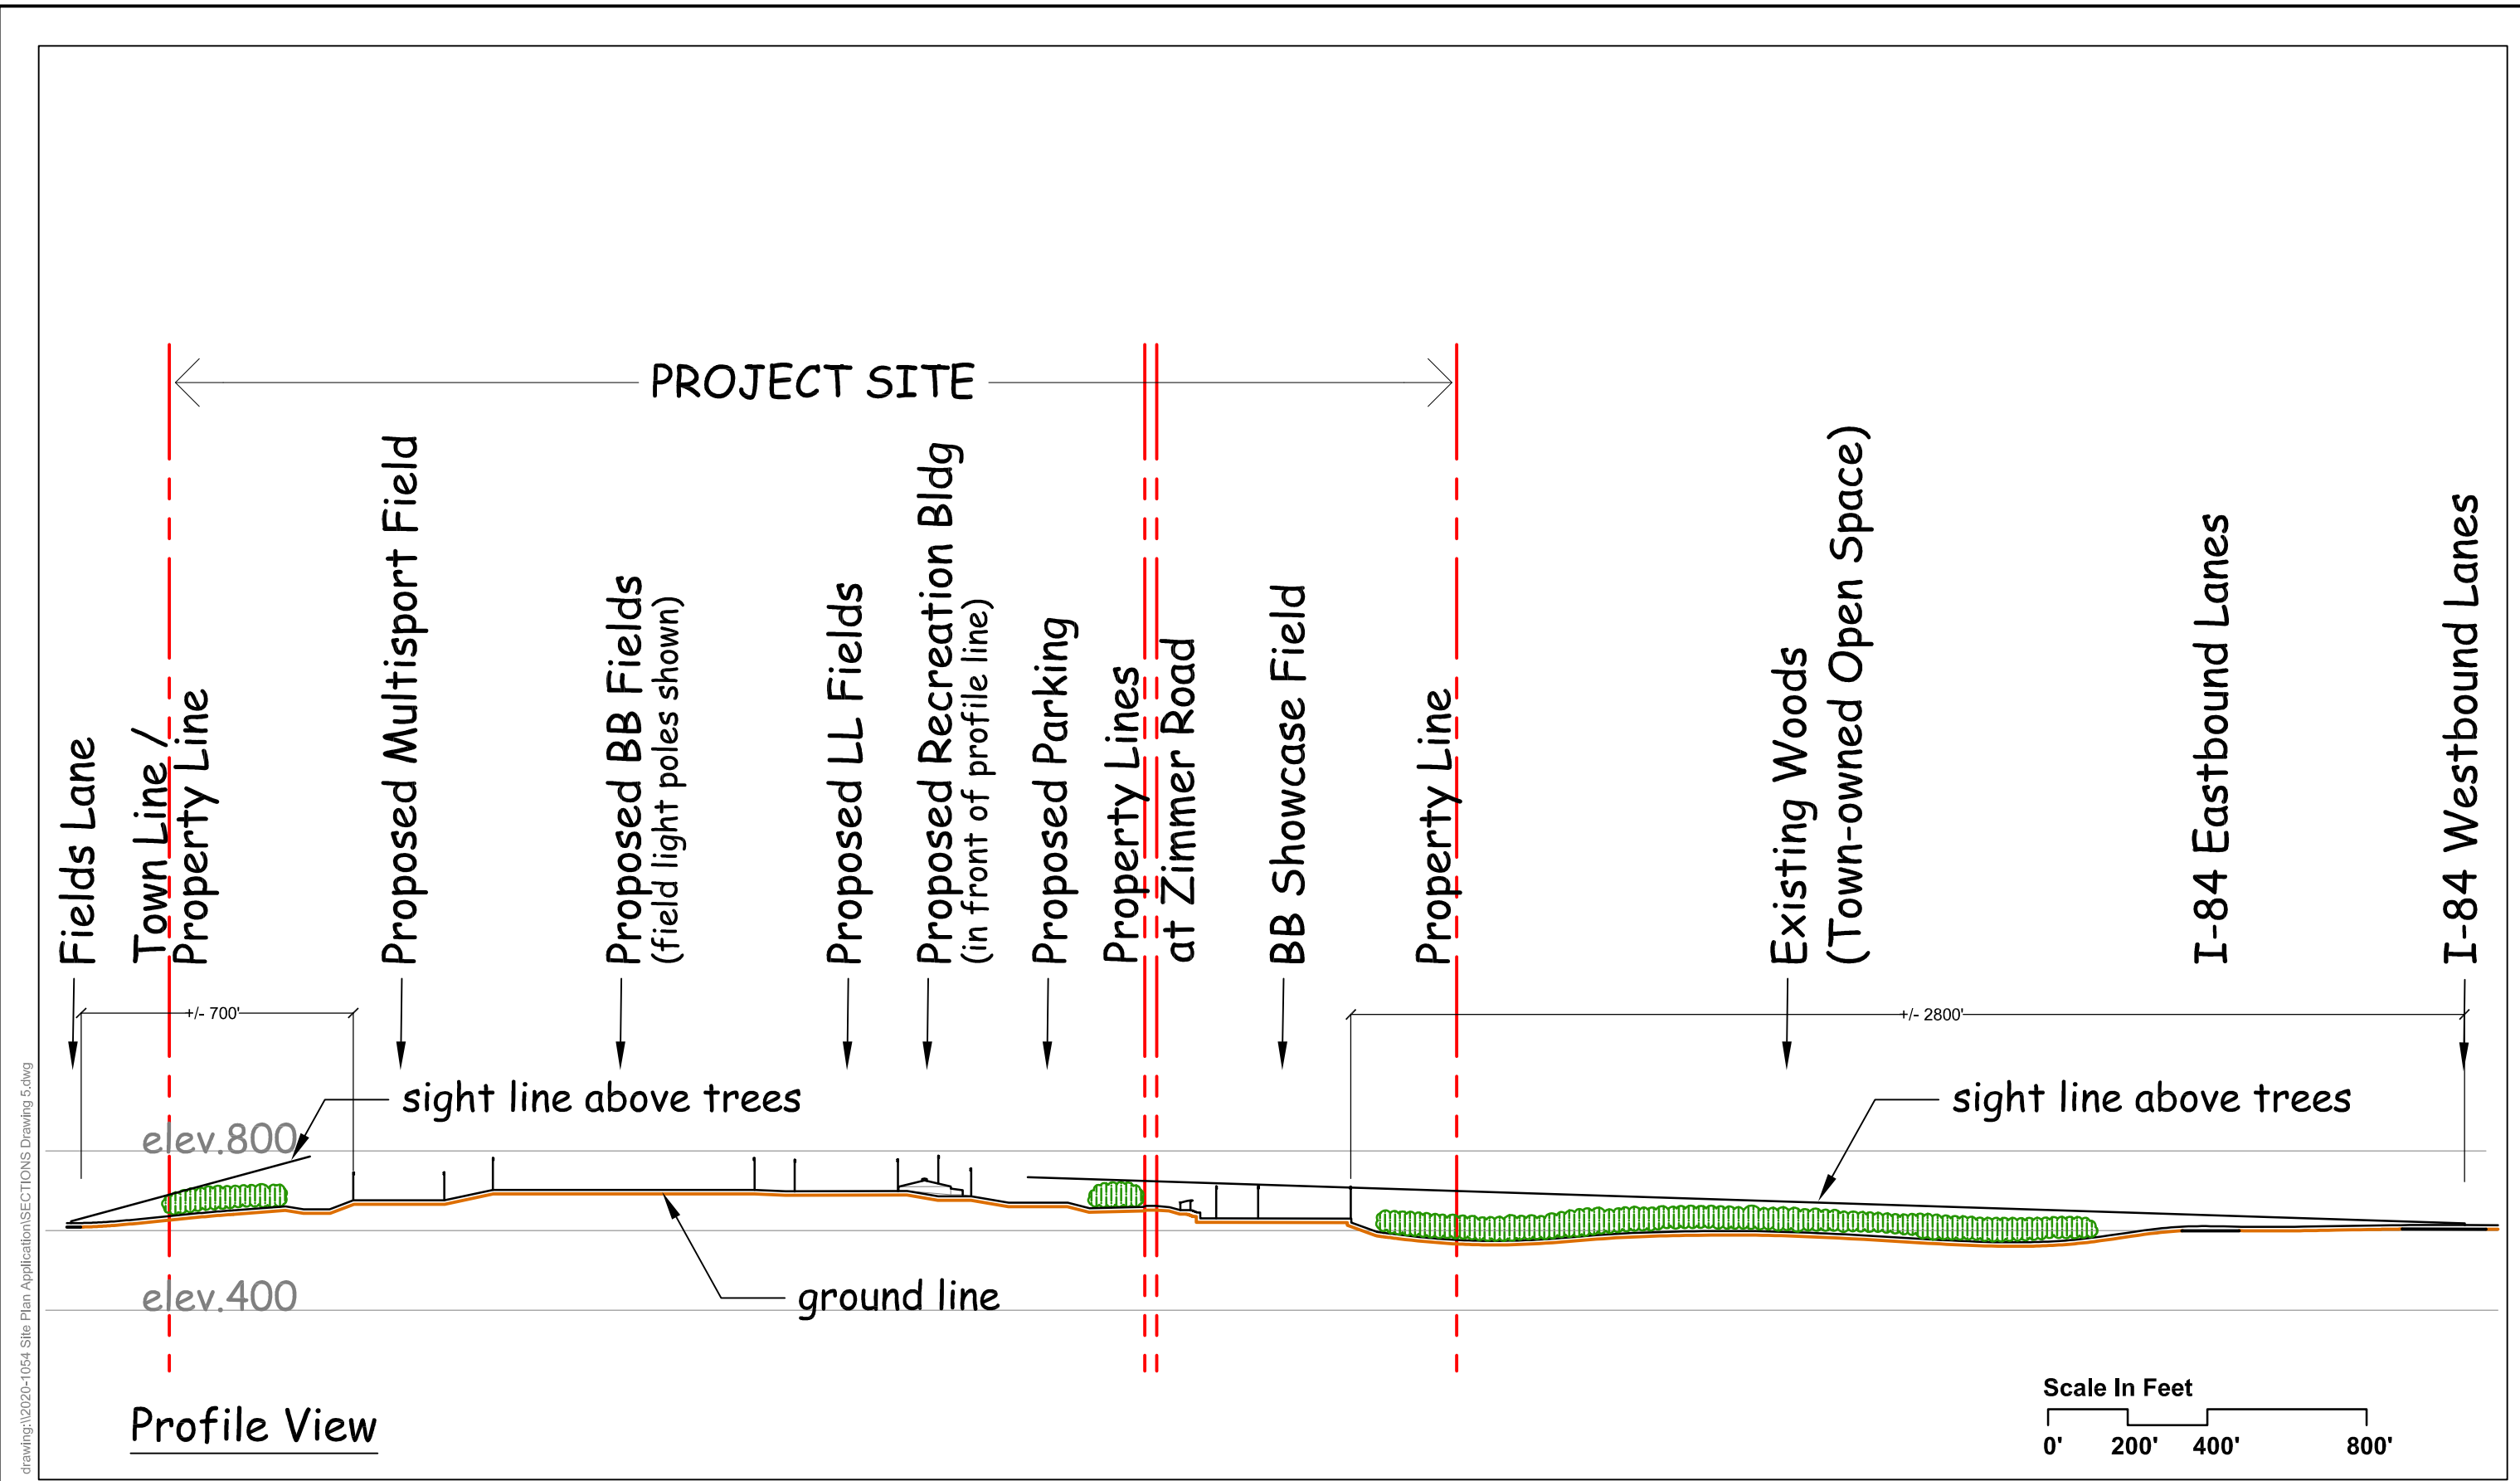 PROJECT SITE
Fields Lane
Town Line /
Property Line
Proposed Multisport Field
Proposed BB Fields
(field light poles shown)
Proposed LL Fields
Proposed Recreation Bldg
(in front of profile line)
Proposed Parking
Property Lines
at Zimmer Road
BB Showcase Field
Property Line
Existing Woods
(Town-owned Open Space)
I-84 Eastbound Lanes
I-84 Westbound Lanes
+/- 700'
+/- 2800'
sight line above trees
sight line above trees
elev.800
elev.400
ground line
Profile View
Scale In Feet
0' 200' 400' 800'
drawing:\\2020-1054 Site Plan Application\SECTIONS Drawing 5.dwg